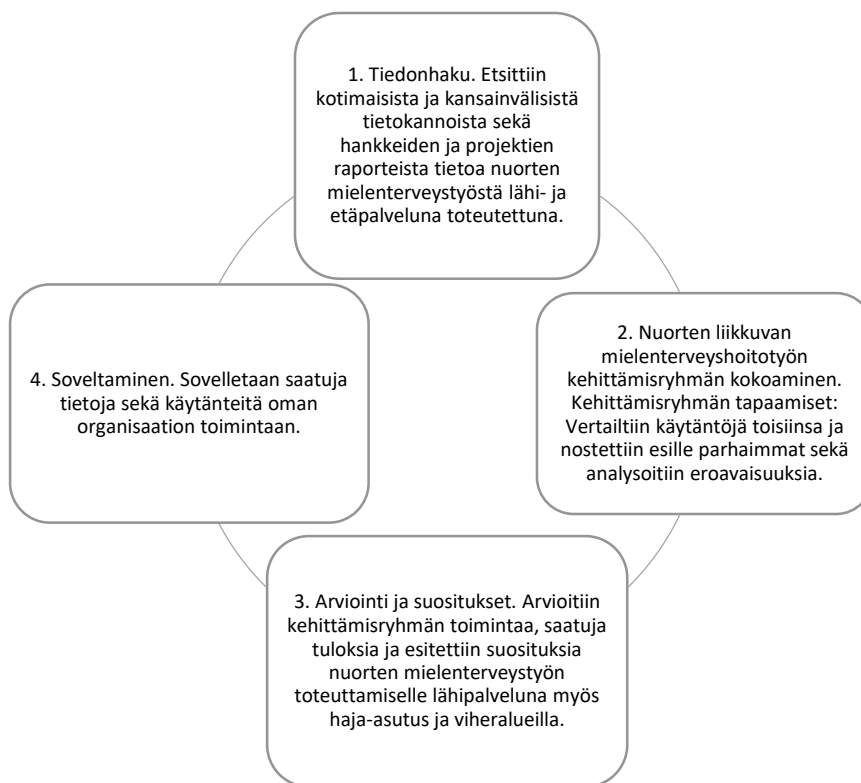 1. Tiedonhaku. Etsittiin
kotimaisista ja kansainvälisistä
tietokannoista sekä
hankkeiden ja projektien
raporteista tietoa nuorten
mielenterveystyöstä lähi- ja
etäpalveluna toteutettuna.
2. Nuorten liikkuvan
mielenterveyshoitotyön
kehittämisryhmän kokoaminen.
Kehittämisryhmän tapaamiset:
Vertailtiin käytäntöjä toisiinsa ja
nostettiin esille parhaimmat sekä
analysoitiin eroavaisuuksia.
3. Arviointi ja suositukset. Arvioitiin
kehittämisryhmän toimintaa, saatuja
tuloksia ja esitettiin suosituksia
nuorten mielenterveystyön
toteuttamiselle lähipalveluna myös
haja-asutus ja viheralueilla.
4. Soveltaminen. Sovelletaan saatuja
tietoja sekä käytänteitä oman
organisaation toimintaan.